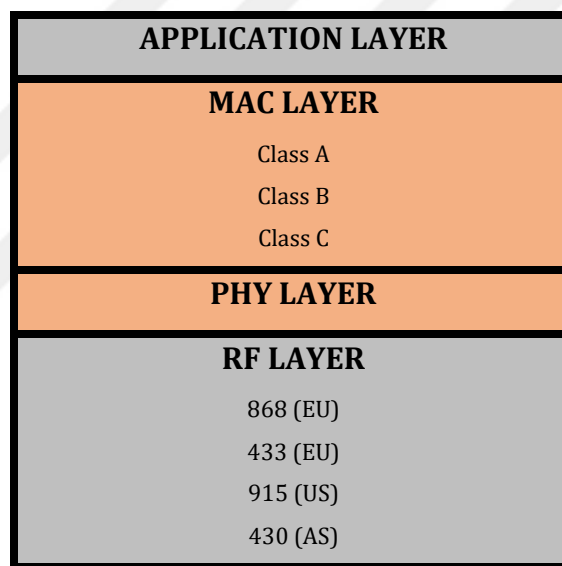 APPLICATION LAYER
MAC LAYER
Class A
Class B
Class C
PHY LAYER
RF LAYER
868 (EU)
433 (EU)
915 (US)
430 (AS)